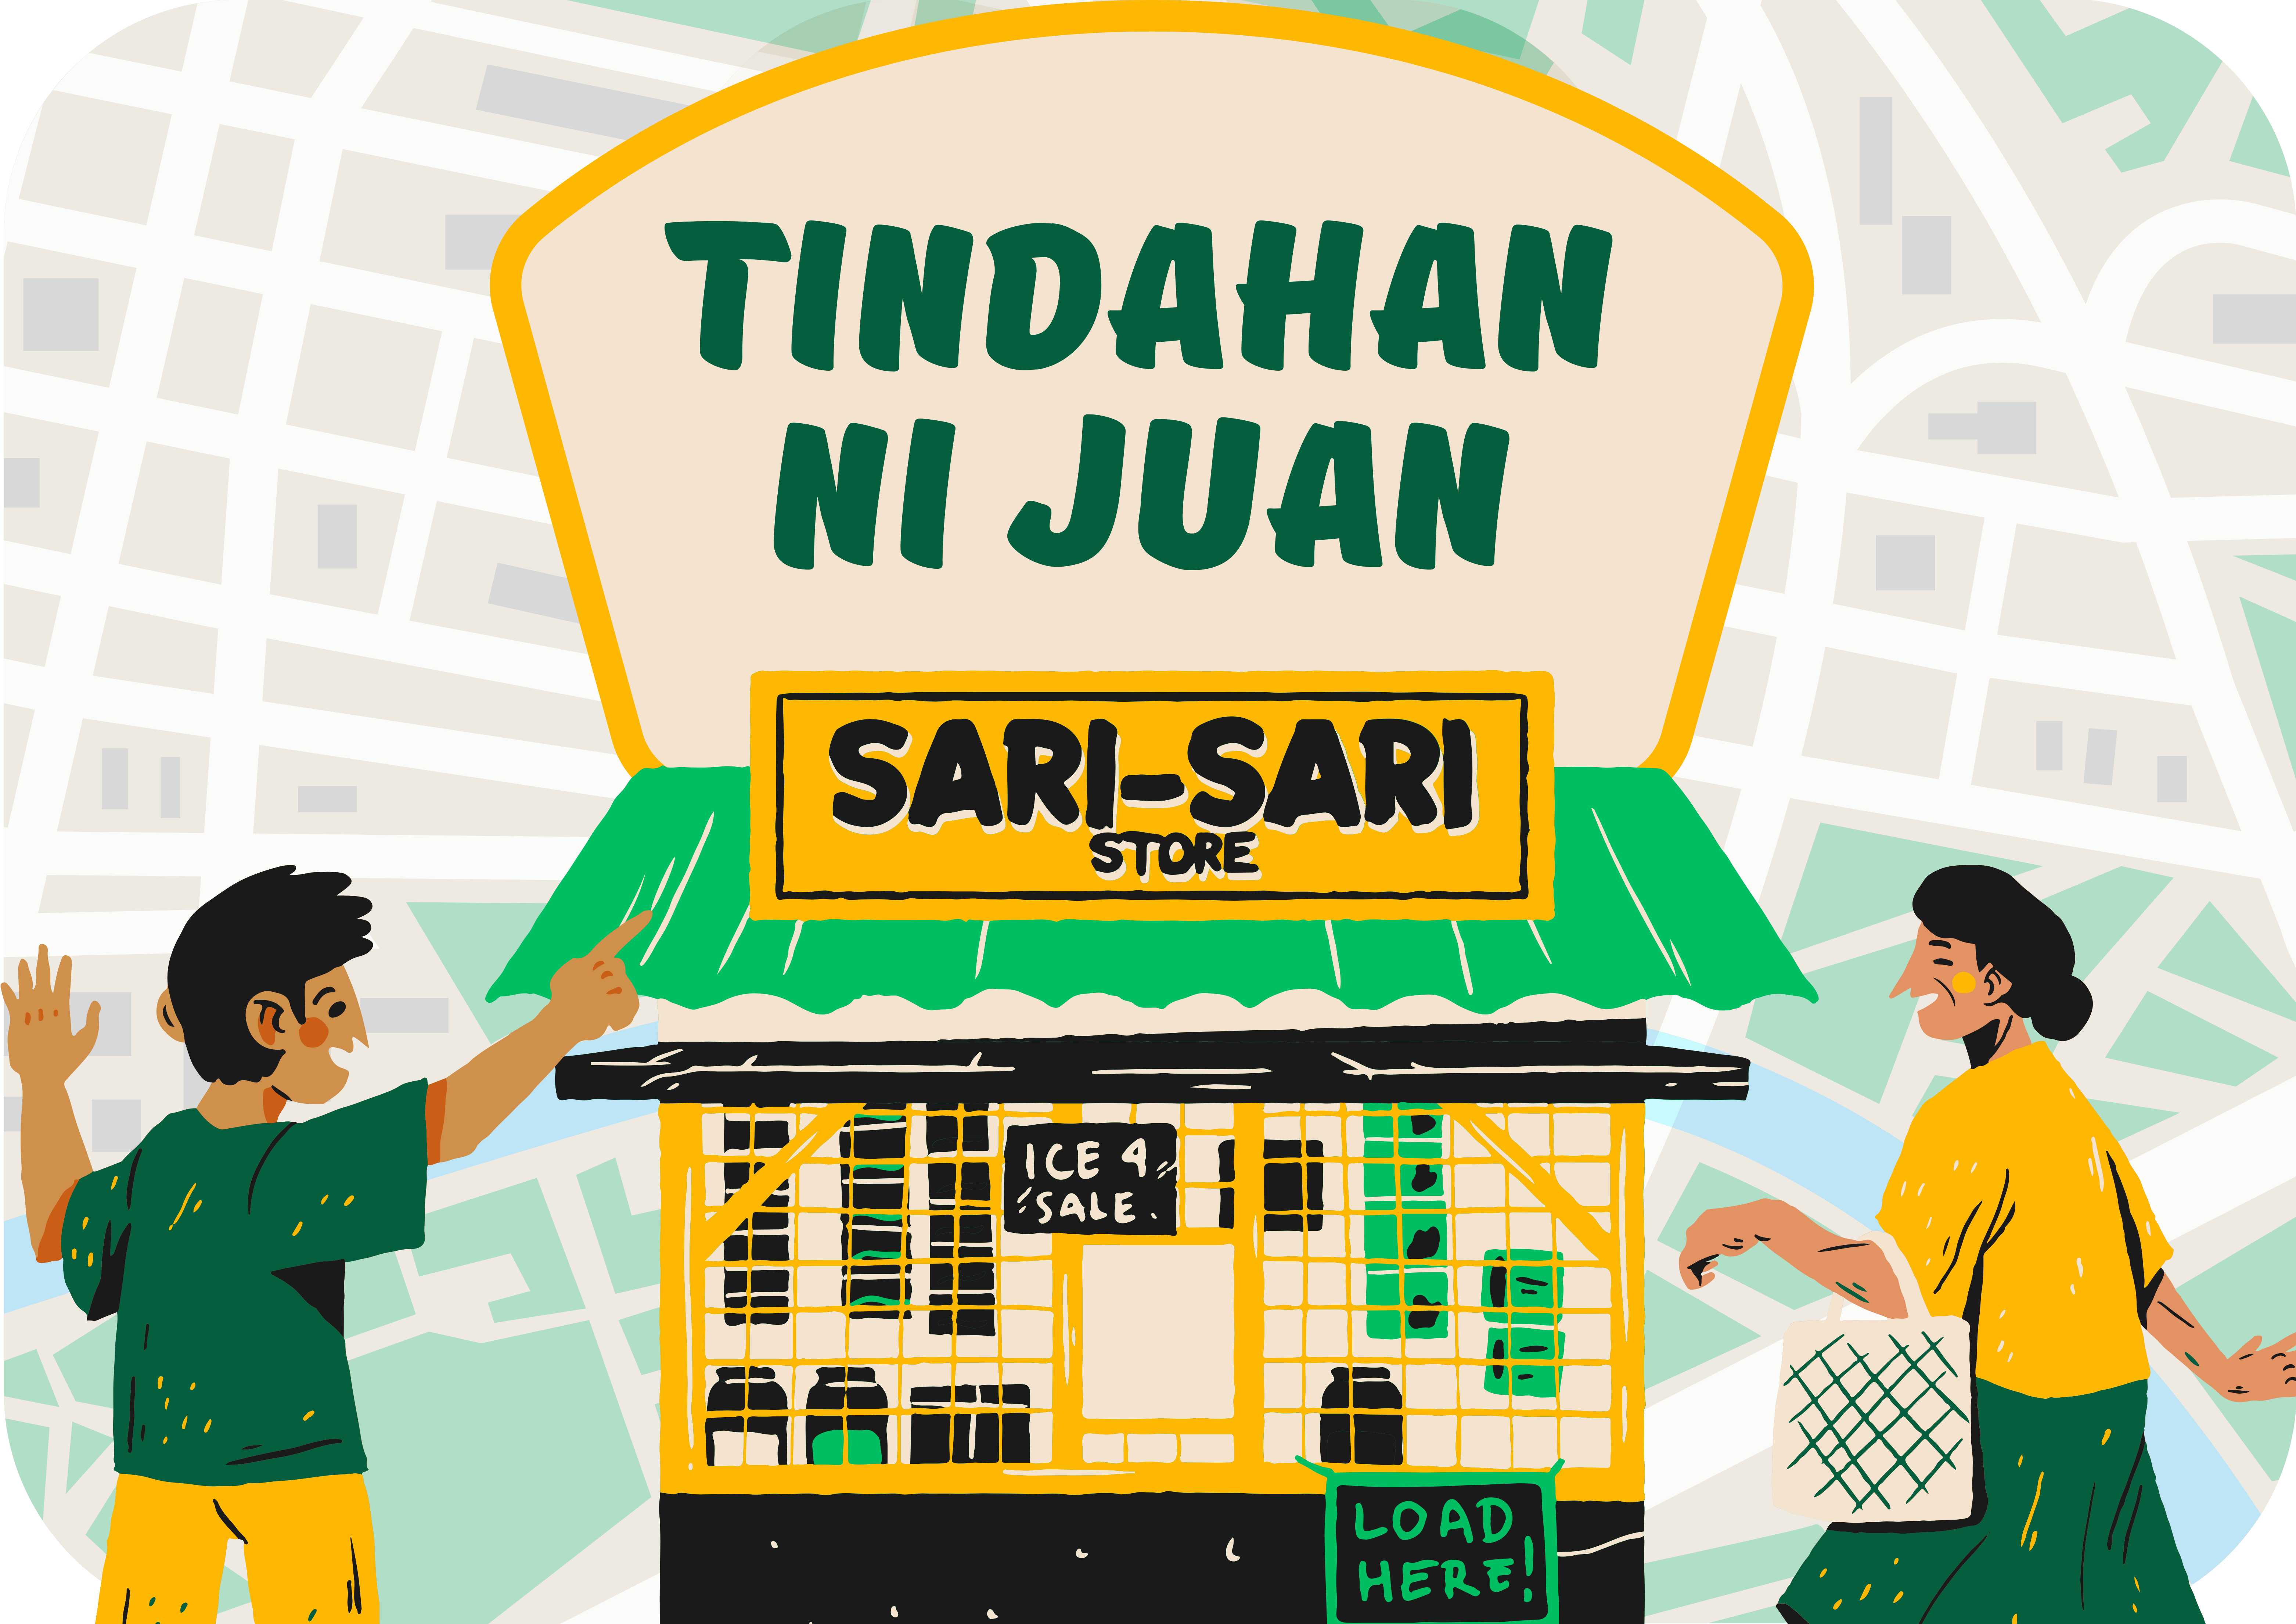 TINDAHAN
NI JUAN
SARI-SARI
STORE
ICE 4
SALE.
LOAD
HERE!